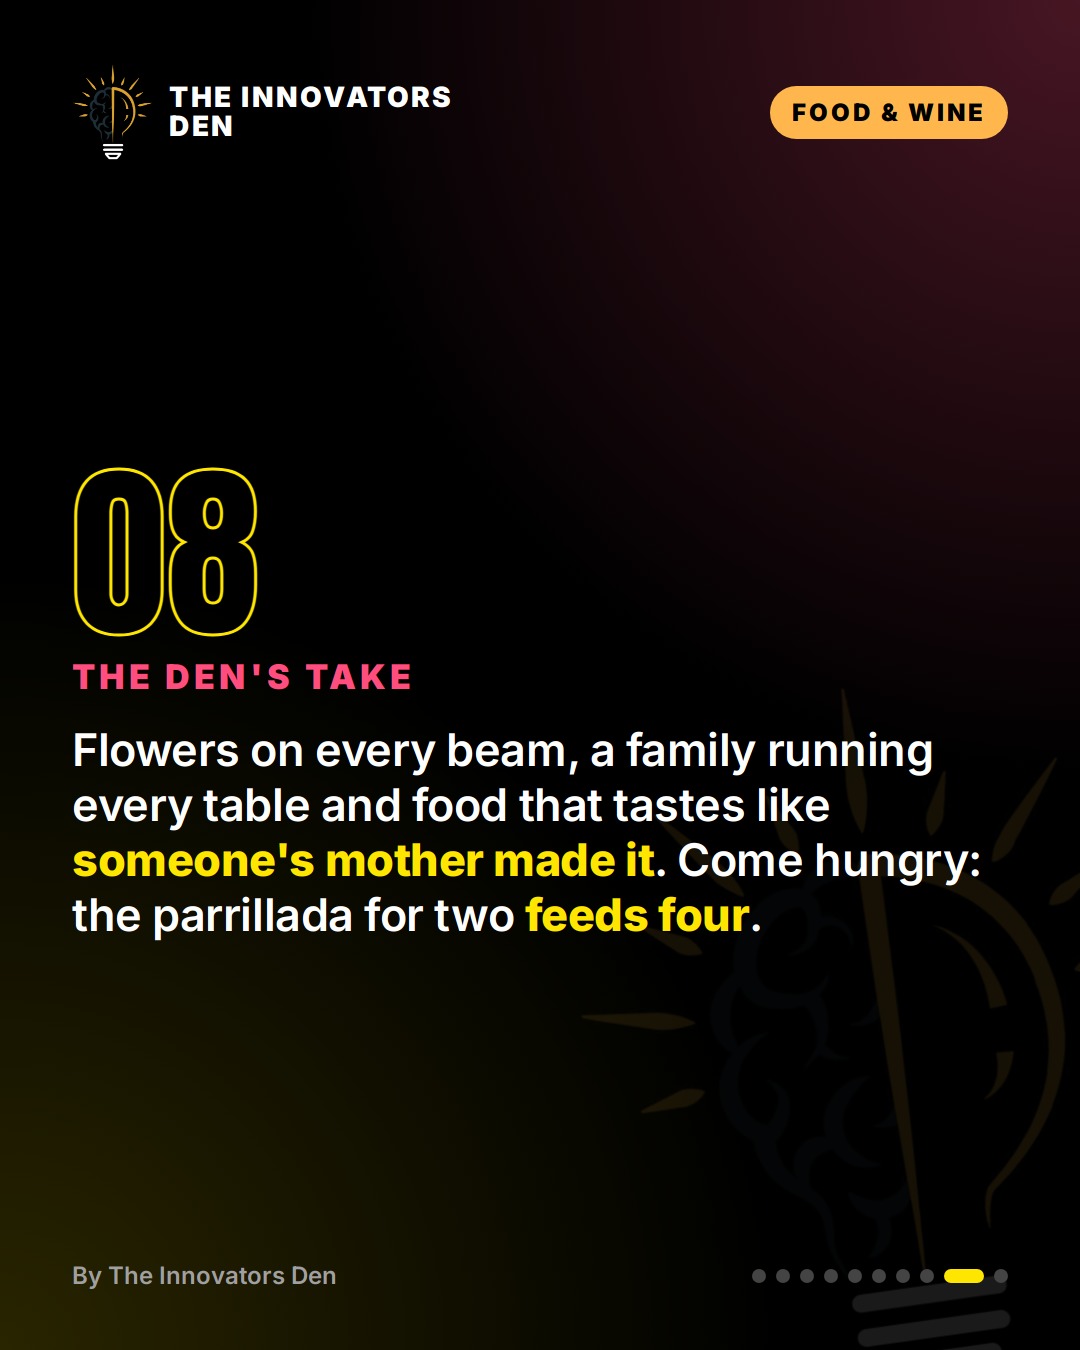 THE INNOVATORS
DEN
FOOD & WINE
08
THE DEN'S TAKE
Flowers on every beam, a family running
every table and food that tastes like
someone's mother made it. Come hungry:
the parrillada for two feeds four.
By The Innovators Den